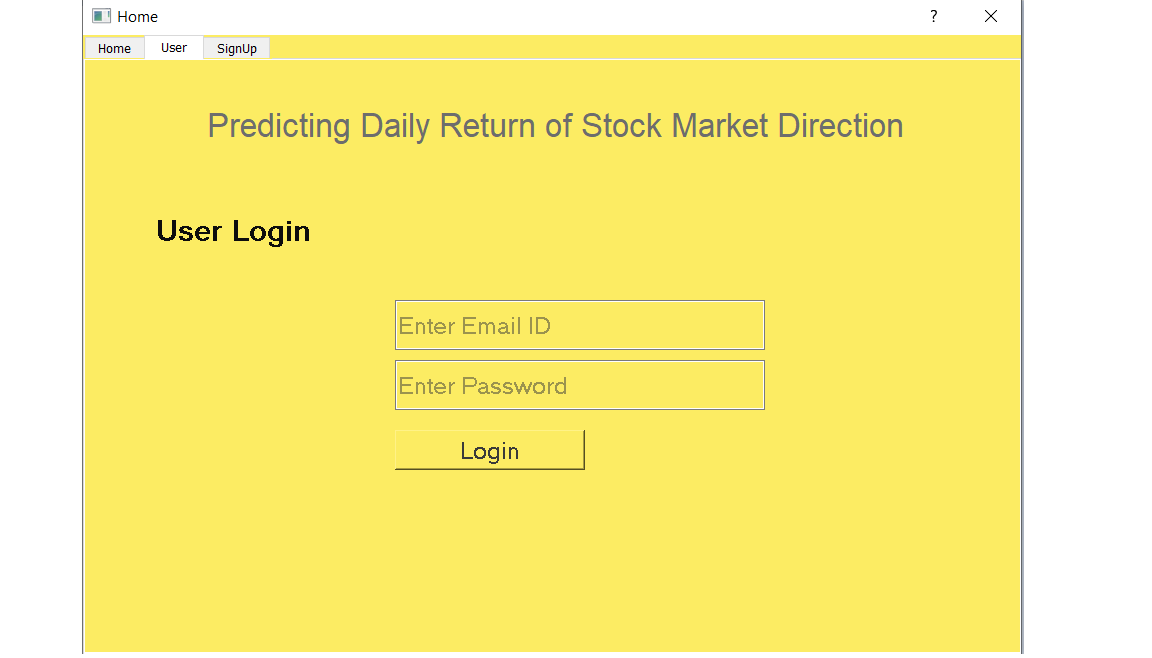 Home ?
Home User SignUp
Predicting Daily Return of Stock Market Direction
User Login
Enter Email ID
Enter Password
Login